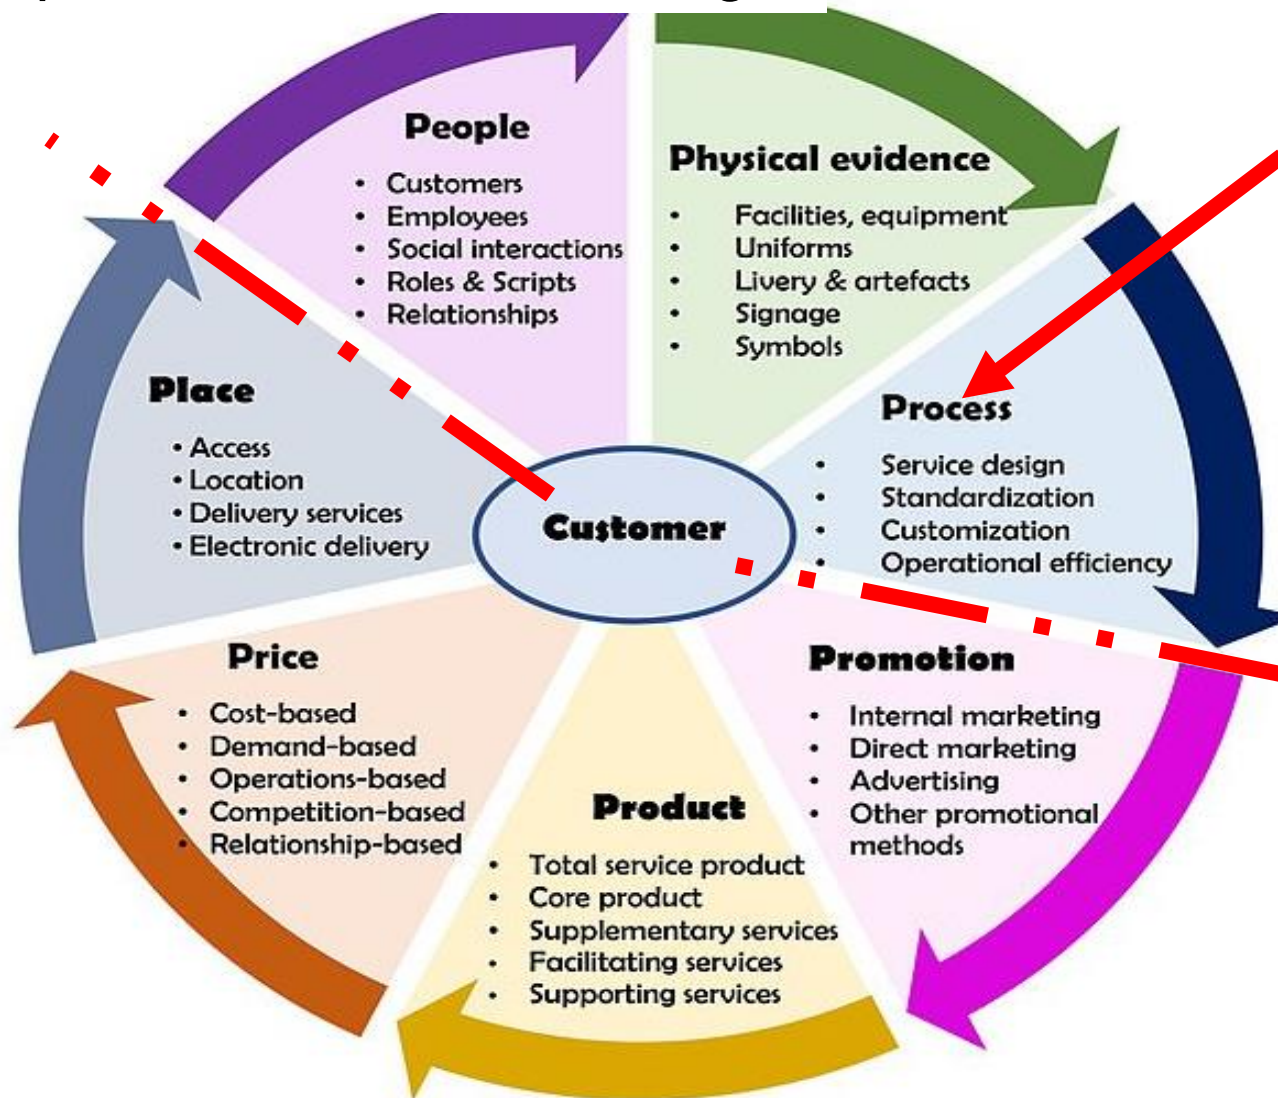 People
• Customers
• Employees
• Social interactions
• Roles & Scripts
• Relationships
Physical evidence
• Facilities, equipment
• Uniforms
• Livery & artefacts
• Signage
• Symbols
Process
• Service design
• Standardization
• Customization
• Operational efficiency
Promotion
• Internal marketing
• Direct marketing
• Advertising
• Other promotional
methods
Product
• Total service product
• Core product
• Supplementary services
• Facilitating services
• Supporting services
Price
• Cost-based
• Demand-based
• Operations-based
• Competition-based
• Relationship-based
Place
• Access
• Location
• Delivery services
• Electronic delivery
Customer